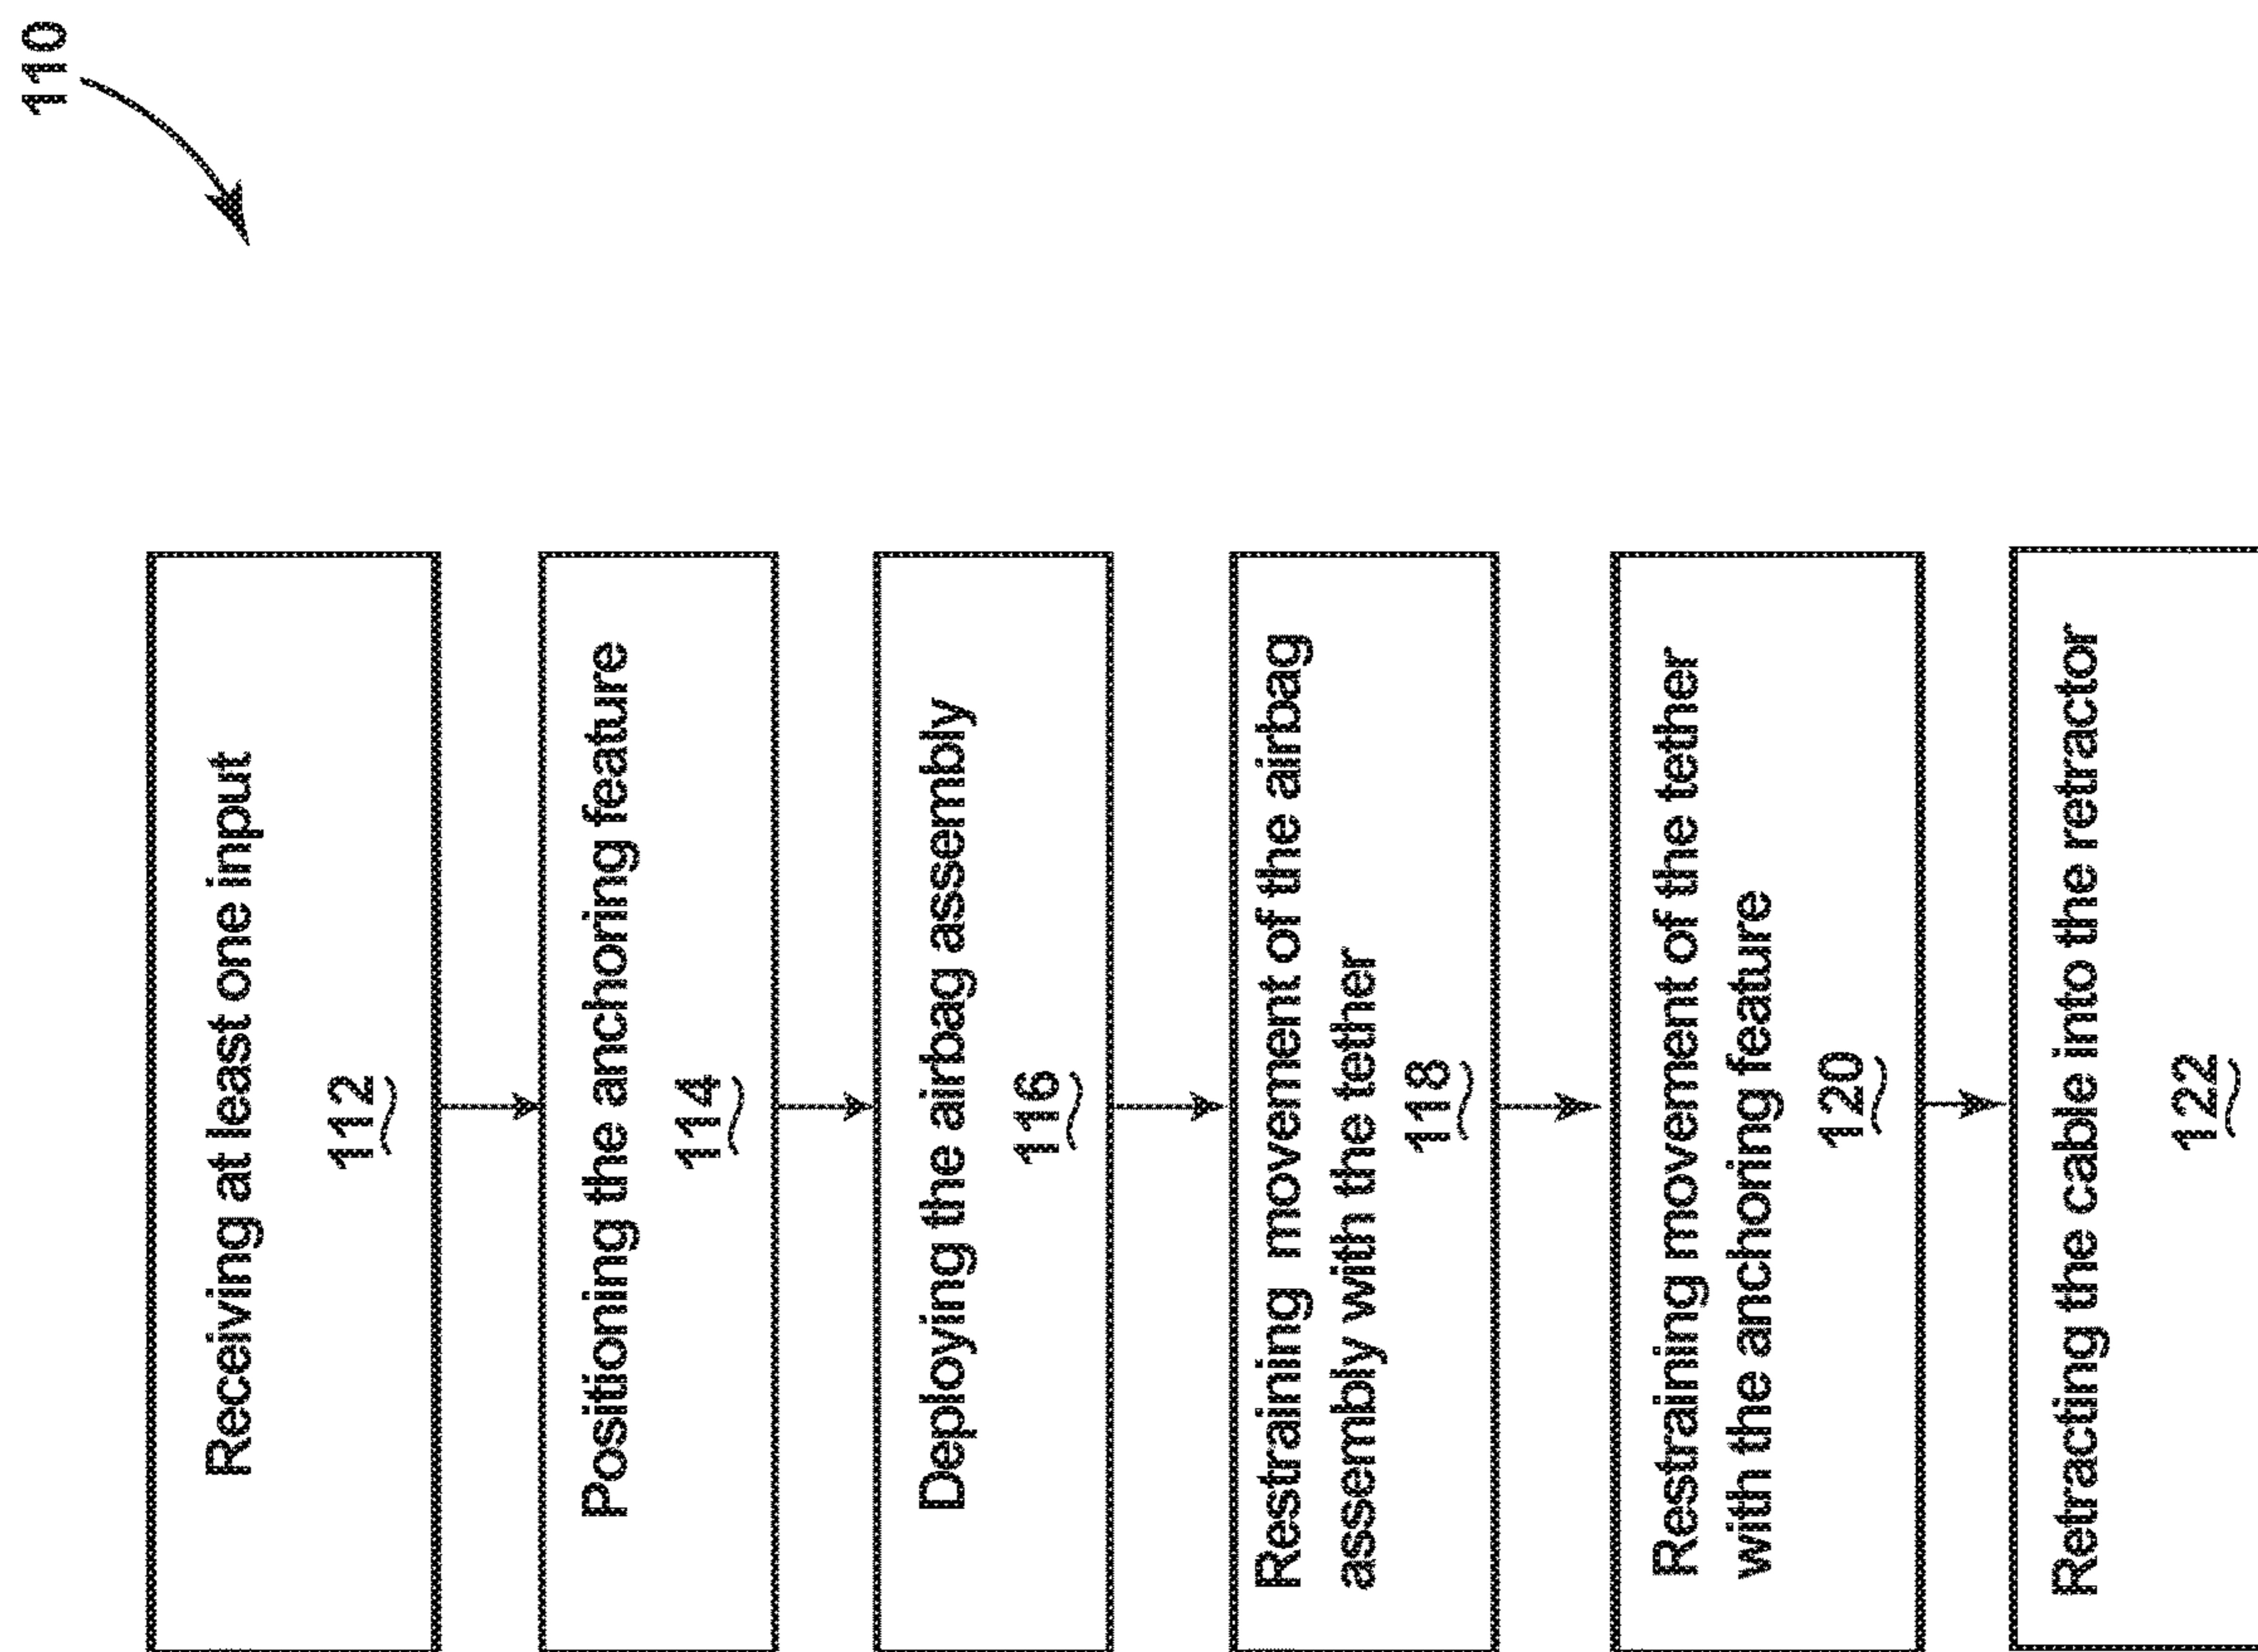 110
Receiving at least one input
112
Positioning the anchoring feature
114
Deploying the airbag assembly
116
Restraining movement of the airbag
assembly with the tether
118
Restraining movement of the tether
with the anchoring feature
120
Retracting the cable into the retractor
122